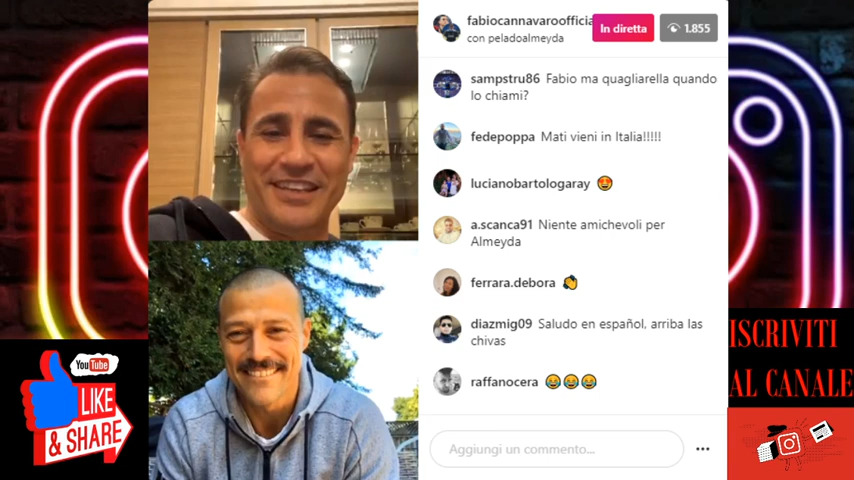 fabiocannavaroofficia
In diretta
1.855
con peladoalmeyda
sampstru86 Fabio ma quagliarella quando
lo chiami?
fedepoppa Mati vieni in Italia!!!!!
lucianobartologaray 😍
a.scanca91 Niente amichevoli per
Almeyda
ferrara.debora 👏
diazmig09 Saludo en español, arriba las
chivas
raffanocera 😂😂😂
Aggiungi un commento...
YouTube
LIKE
& SHARE
ISCRIVITI
AL CANALE